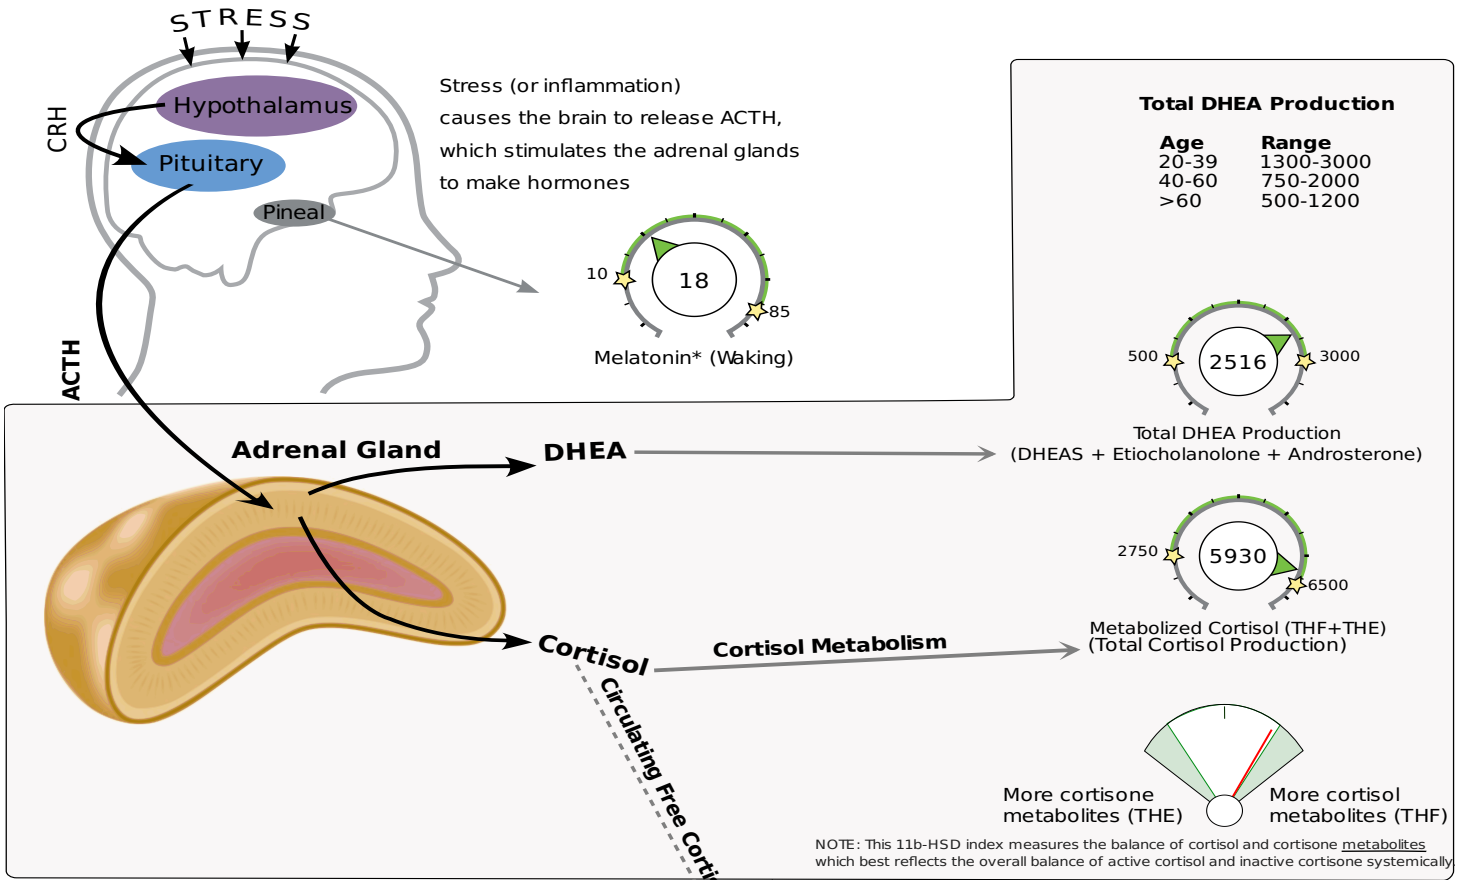 STRESS
Hypothalamus
CRH
Pituitary
Pineal
Stress (or inflammation)
causes the brain to release ACTH,
which stimulates the adrenal glands
to make hormones
10
18
85
Melatonin* (Waking)
Total DHEA Production
Age Range
20-39 1300-3000
40-60 750-2000
>60 500-1200
500
2516
3000
Total DHEA Production
(DHEAS + Etiocholanolone + Androsterone)
ACTH
Adrenal Gland
DHEA
2750
5930
6500
Metabolized Cortisol (THF+THE)
(Total Cortisol Production)
Cortisol
Cortisol Metabolism
Circulating Free Corti
More cortisone
metabolites (THE)
More cortisol
metabolites (THF)
NOTE: This 11b-HSD index measures the balance of cortisol and cortisone metabolites
which best reflects the overall balance of active cortisol and inactive cortisone systemically.